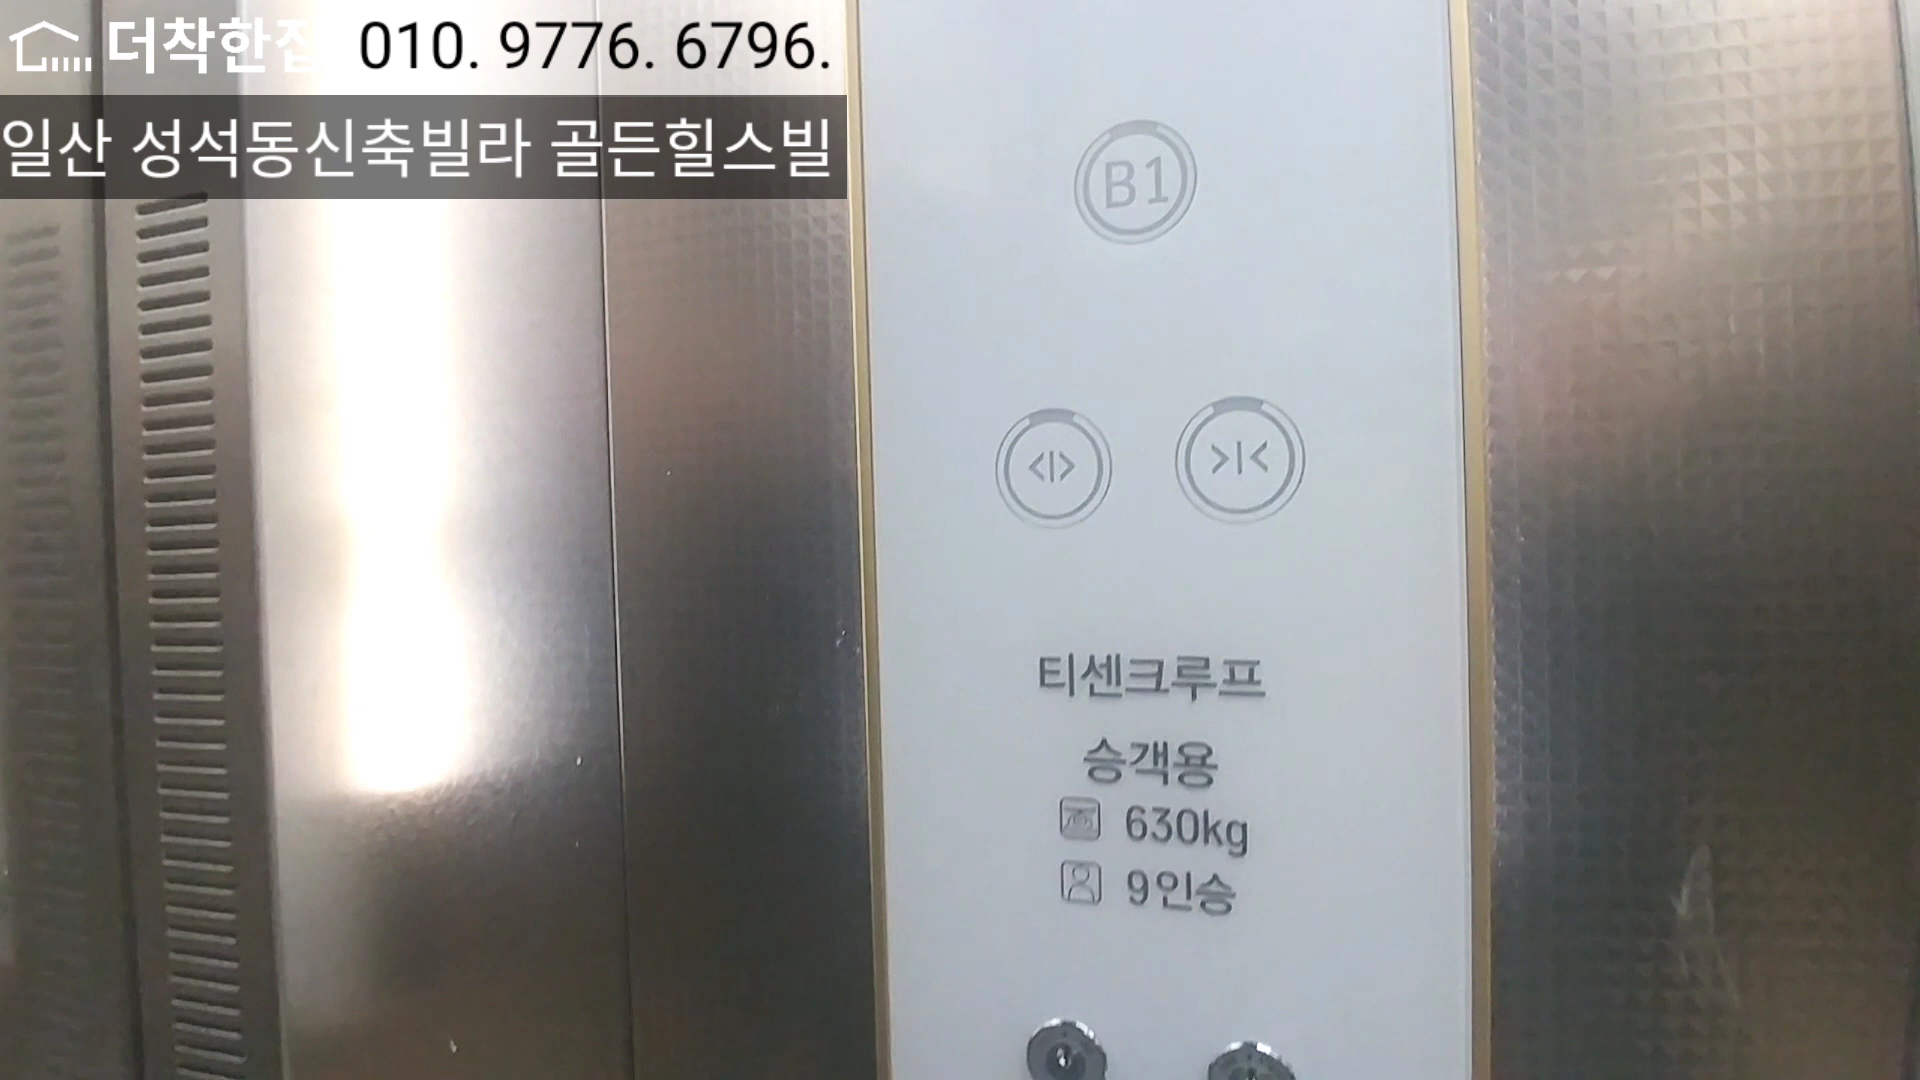 더착한집 010. 9776. 6796.
일산 성석동신축빌라 골든힐스빌
B1
<|> >|<
티센크루프
승객용
630kg
9인승